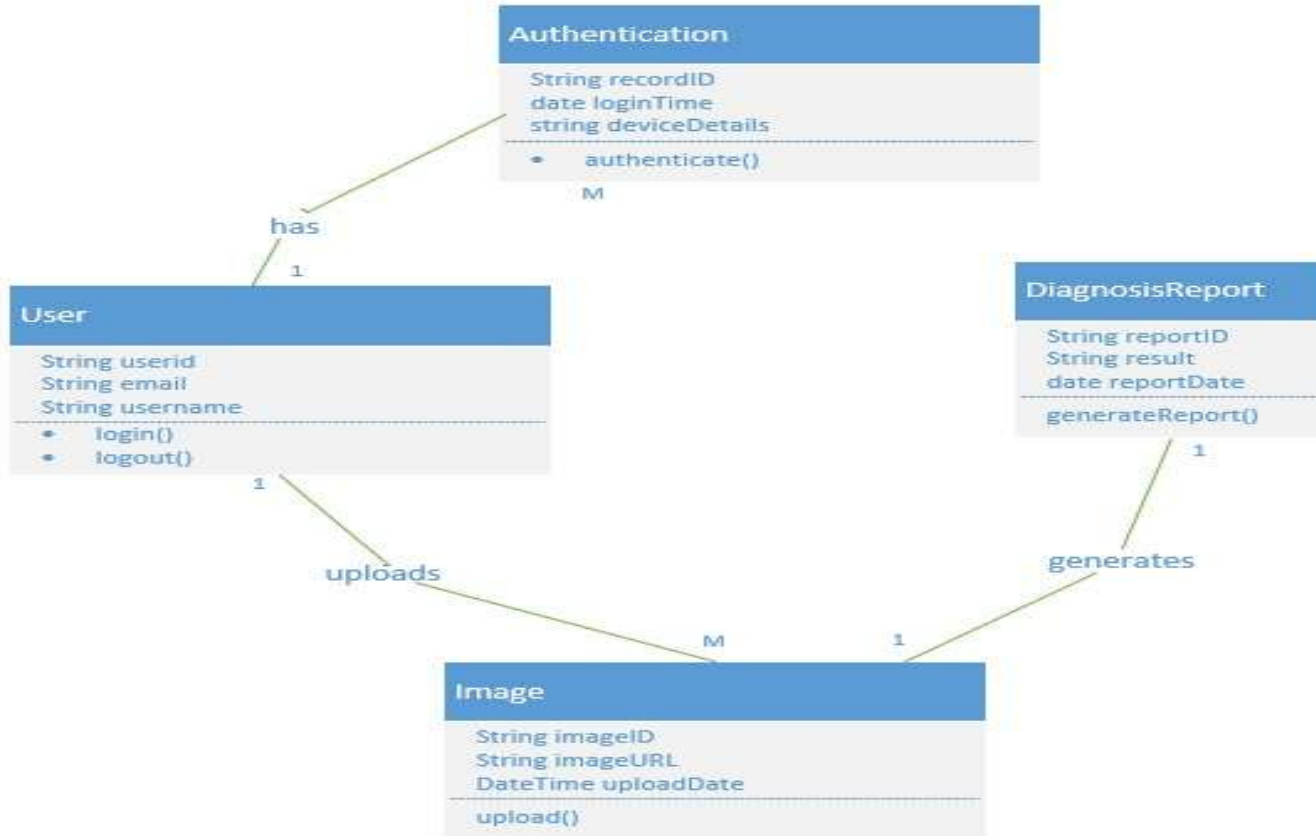 Authentication
String recordID
date loginTime
string deviceDetails
• authenticate()
M
has
1
User
String userid
String email
String username
• login()
• logout()
1
DiagnosisReport
String reportID
String result
date reportDate
generateReport()
1
uploads
generates
M
1
Image
String imageID
String imageURL
DateTime uploadDate
upload()